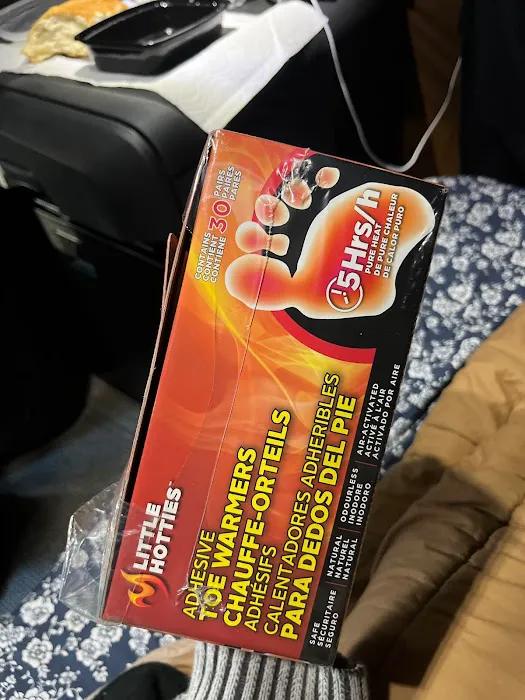 LITTLE
HOTTIES™
ADHESIVE
TOE WARMERS
CHAUFFE-ORTEILS
ADHÉSIFS
CALENTADORES ADHERIBLES
PARA DEDOS DEL PIE
CONTAINS
CONTIENT
CONTIENE
30
PAIRS
PAIRES
PARES
5Hrs/h
PURE HEAT
DE PURE CHALEUR
DE CALOR PURO
SAFE
SÉCURITAIRE
SEGURO
NATURAL
NATUREL
NATURAL
ODOURLESS
INODORE
INODORO
AIR-ACTIVATED
ACTIVÉ À L'AIR
ACTIVADO POR AIRE